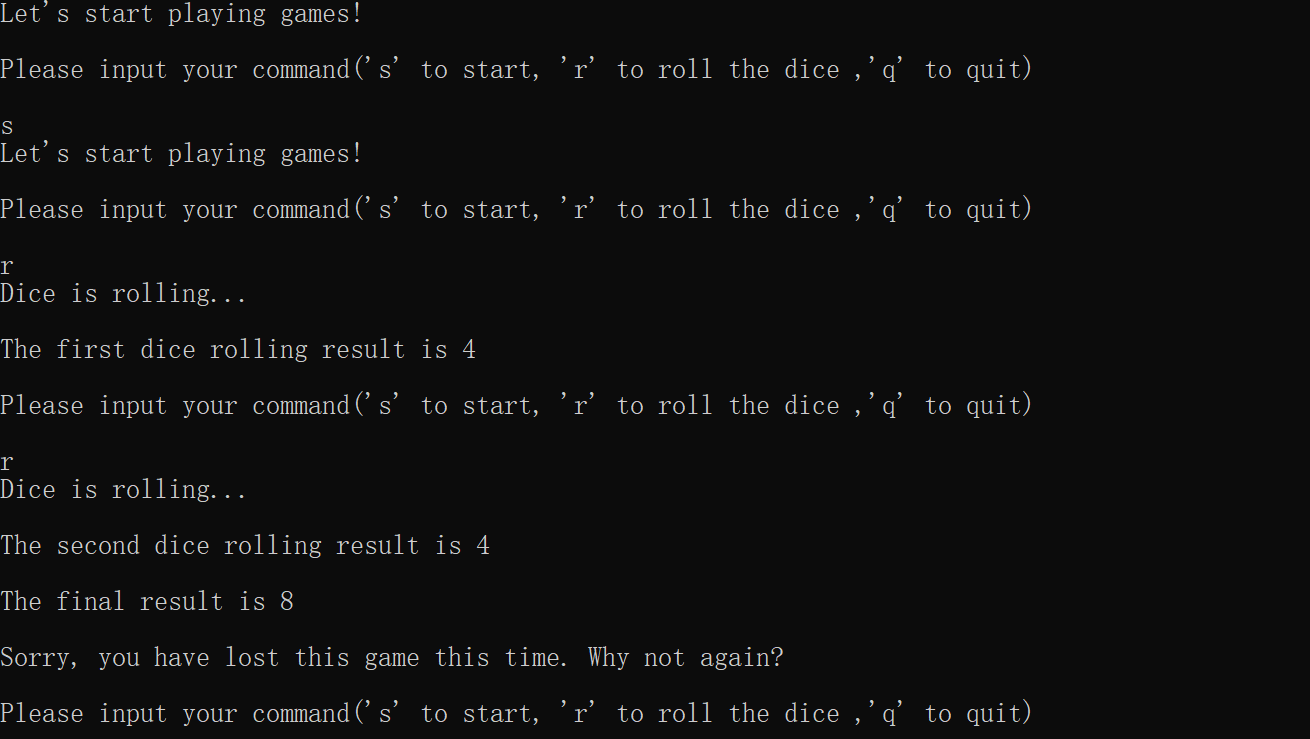 Let's start playing games!
Please input your command('s' to start, 'r' to roll the dice ,'q' to quit)
s
Let's start playing games!
Please input your command('s' to start, 'r' to roll the dice ,'q' to quit)
r
Dice is rolling...
The first dice rolling result is 4
Please input your command('s' to start, 'r' to roll the dice ,'q' to quit)
r
Dice is rolling...
The second dice rolling result is 4
The final result is 8
Sorry, you have lost this game this time. Why not again?
Please input your command('s' to start, 'r' to roll the dice ,'q' to quit)